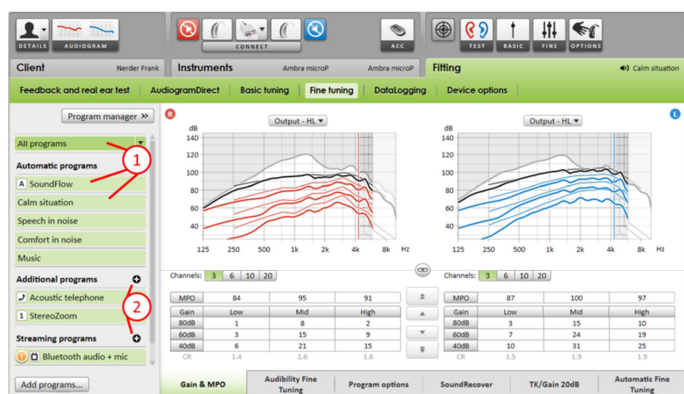 DETAILS AUDIOGRAM CONNECT ACC TEST BASIC FINE OPTIONS
Client Nerder Frank Instruments Ambra microP Ambra microP Fitting Calm situation
Feedback and real ear test AudiogramDirect Basic tuning Fine tuning DataLogging Device options
Program manager >>
All programs
Automatic programs
A SoundFlow
Calm situation
Speech in noise
Comfort in noise
Music
1
Additional programs
Acoustic telephone
1 StereoZoom
2
Streaming programs
Bluetooth audio + mic
Add programs...
R Output - HL
dB
140
120
100
80
60
40
125 250 500 1k 2k 4k 8k Hz
L Output - HL
dB
140
120
100
80
60
40
125 250 500 1k 2k 4k 8k Hz
Channels: 3 6 10 20
MPO 84 95 91
Gain Low Mid High
80dB 1 8 2
60dB 3 15 9
40dB 6 21 15
CR 1.4 1.6 1.6
Channels: 3 6 10 20
MPO 87 100 97
Gain Low Mid High
80dB 3 15 10
60dB 7 24 19
40dB 10 31 25
CR 1.5 1.9 1.9
Gain & MPO Audibility Fine Tuning Program options SoundRecover TK/Gain 20dB Automatic Fine Tuning